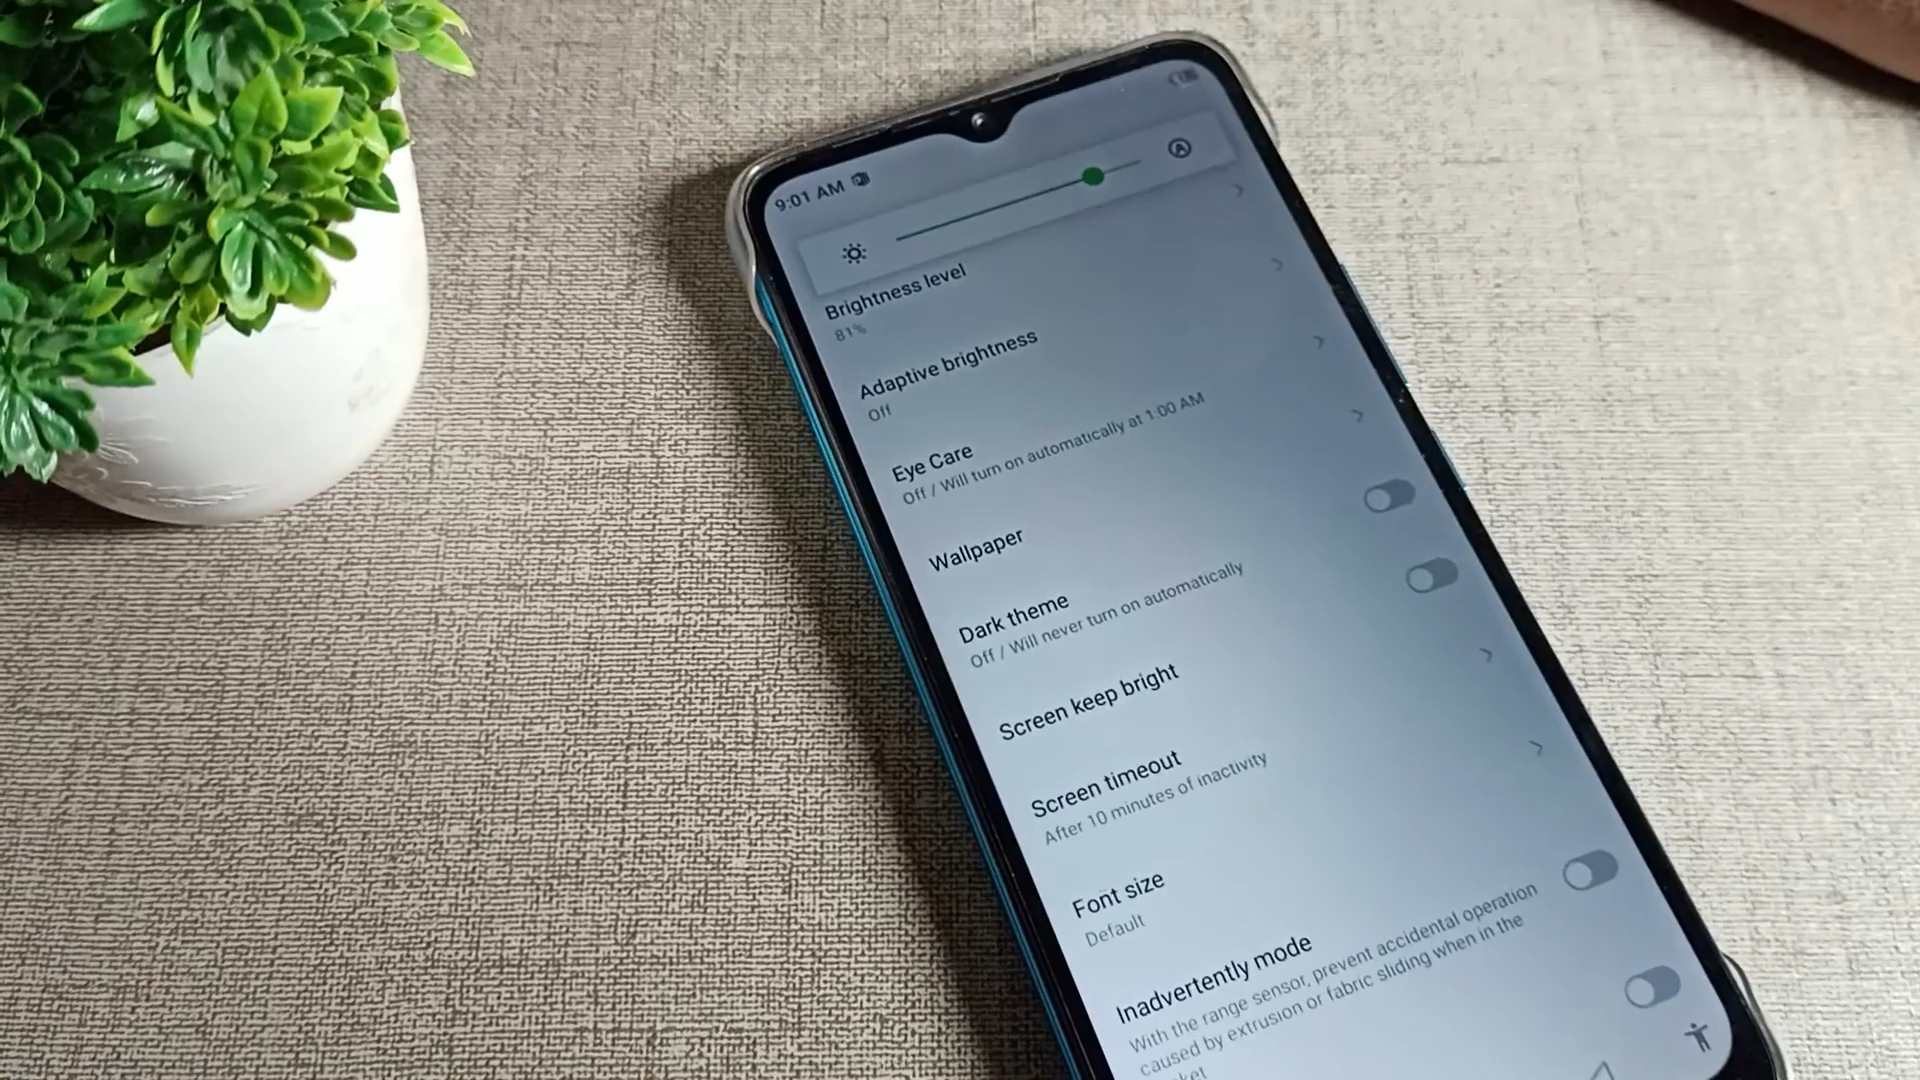 9:01 AM
A
Brightness level
81%
Adaptive brightness
Off
Eye Care
Off / Will turn on automatically at 1:00 AM
Wallpaper
Dark theme
Off / Will never turn on automatically
Screen keep bright
Screen timeout
After 10 minutes of inactivity
Font size
Default
Inadvertently mode
With the range sensor, prevent accidental operation
caused by extrusion or fabric sliding when in the